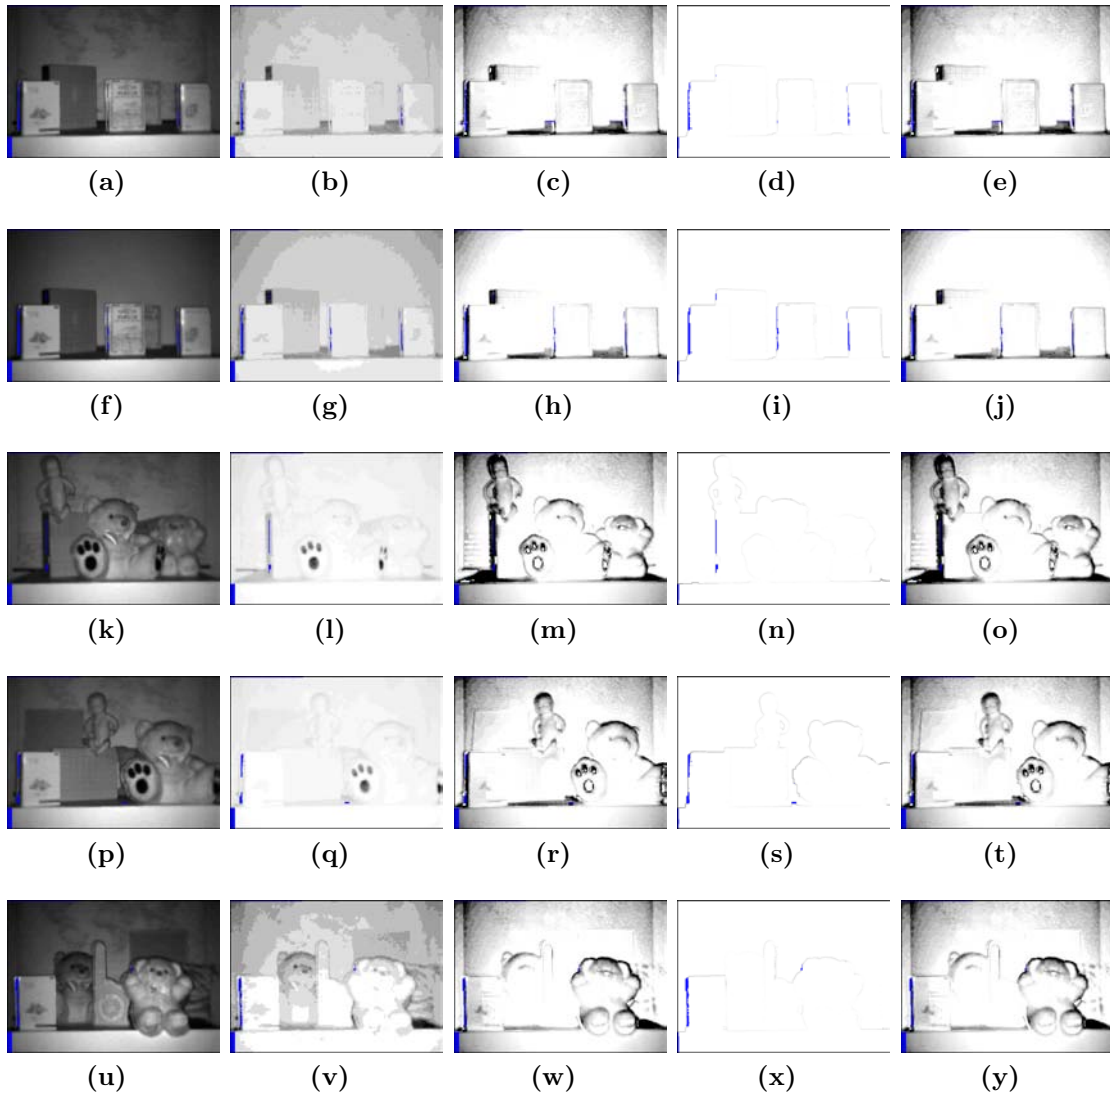 (a) (b) (c) (d) (e)
(f) (g) (h) (i) (j)
(k) (l) (m) (n) (o)
(p) (q) (r) (s) (t)
(u) (v) (w) (x) (y)